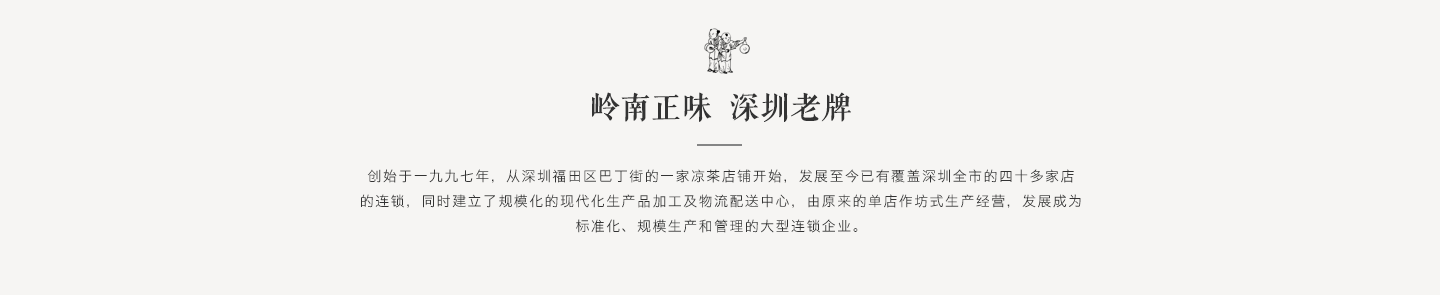 岭南正味 深圳老牌
创始于一九九七年，从深圳福田区巴丁街的一家凉茶店铺开始，发展至今已有覆盖深圳全市的四十多家店
的连锁，同时建立了规模化的现代化生产品加工及物流配送中心，由原来的单店作坊式生产经营，发展成为
标准化、规模生产和管理的大型连锁企业。